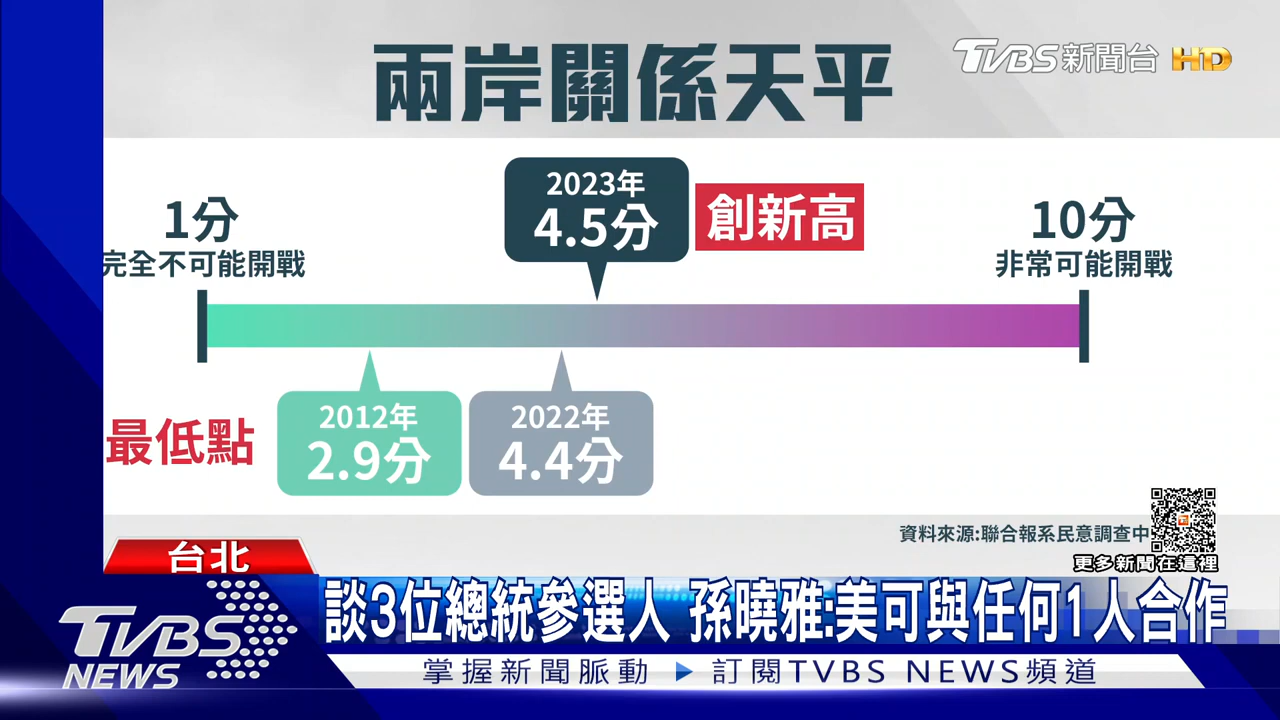 兩岸關係天平
TVBS新聞台 HD
2023年
4.5分
創新高
1分
完全不可能開戰
10分
非常可能開戰
最低點
2012年
2.9分
2022年
4.4分
資料來源:聯合報系民意調查中
更多新聞在這裡
台北
談3位總統參選人 孫曉雅:美可與任何1人合作
TVBS
NEWS
掌握新聞脈動 ▶ 訂閱TVBS NEWS頻道